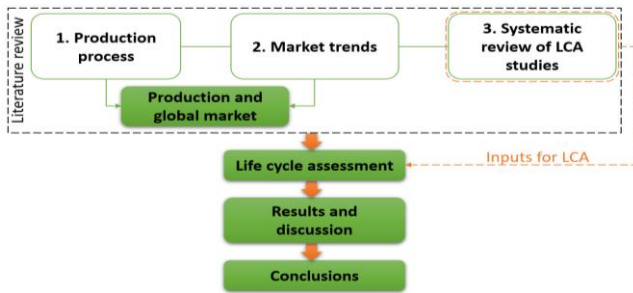 Literature review
1. Production
process
2. Market trends
3. Systematic
review of LCA
studies
Production and
global market
Life cycle assessment
Inputs for LCA
Results and
discussion
Conclusions